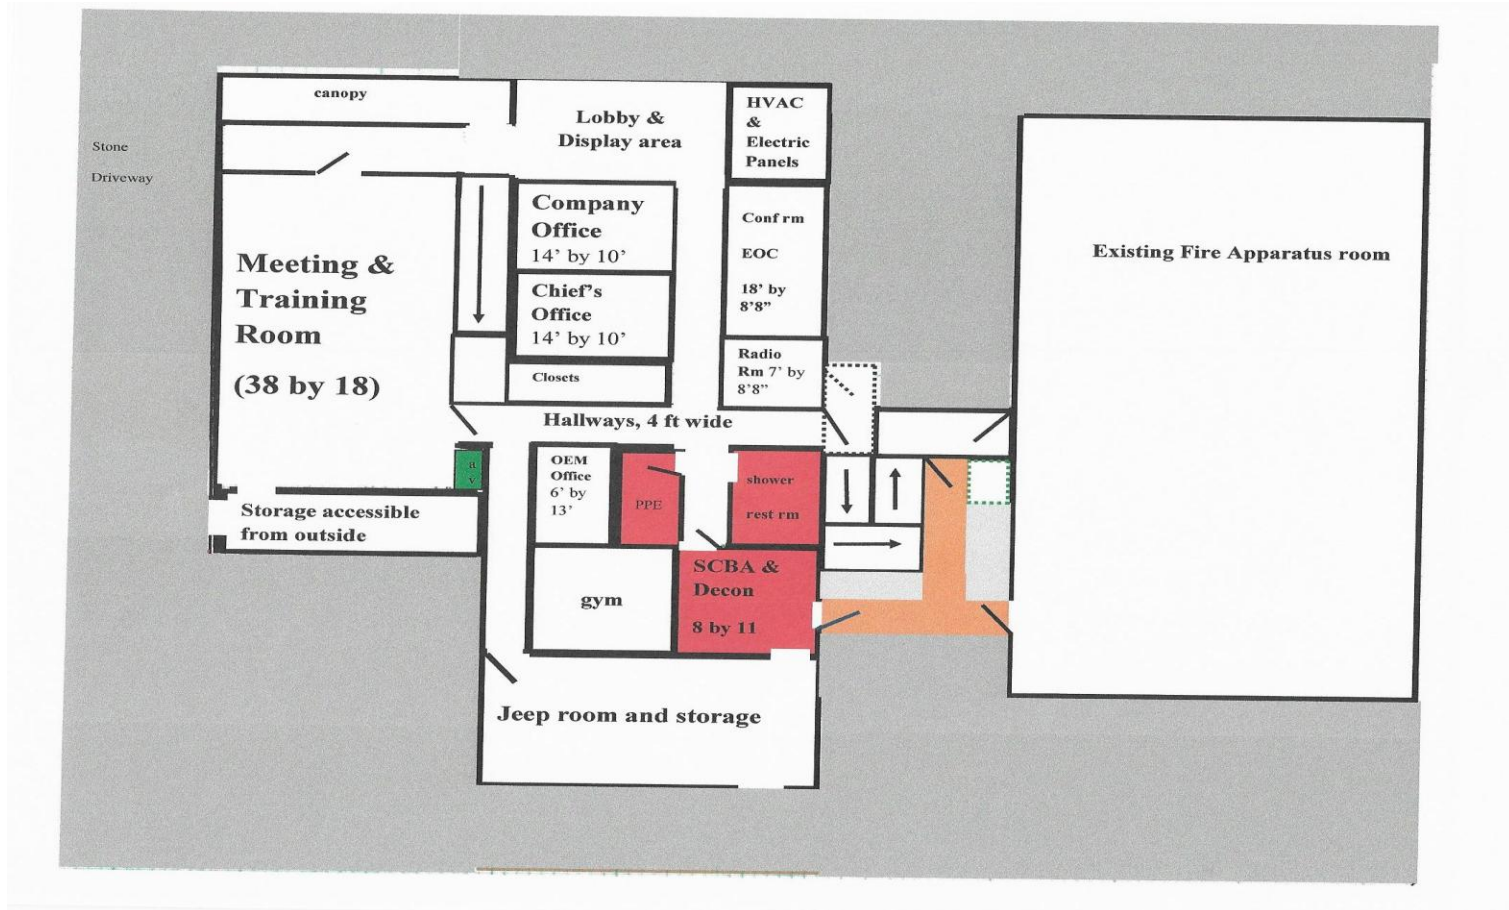 canopy
Lobby &
Display area
HVAC
&
Electric
Panels
Stone
Driveway
Company
Office
14’ by 10’
Conf rm
EOC
18’ by
8’8”
Existing Fire Apparatus room
Meeting &
Training
Room
(38 by 18)
Chief’s
Office
14’ by 10’
Radio
Rm 7’ by
8’8”
Closets
Hallways, 4 ft wide
a
v
OEM
Office
6’ by
13’
PPE
shower
rest rm
Storage accessible
from outside
gym
SCBA &
Decon
8 by 11
Jeep room and storage